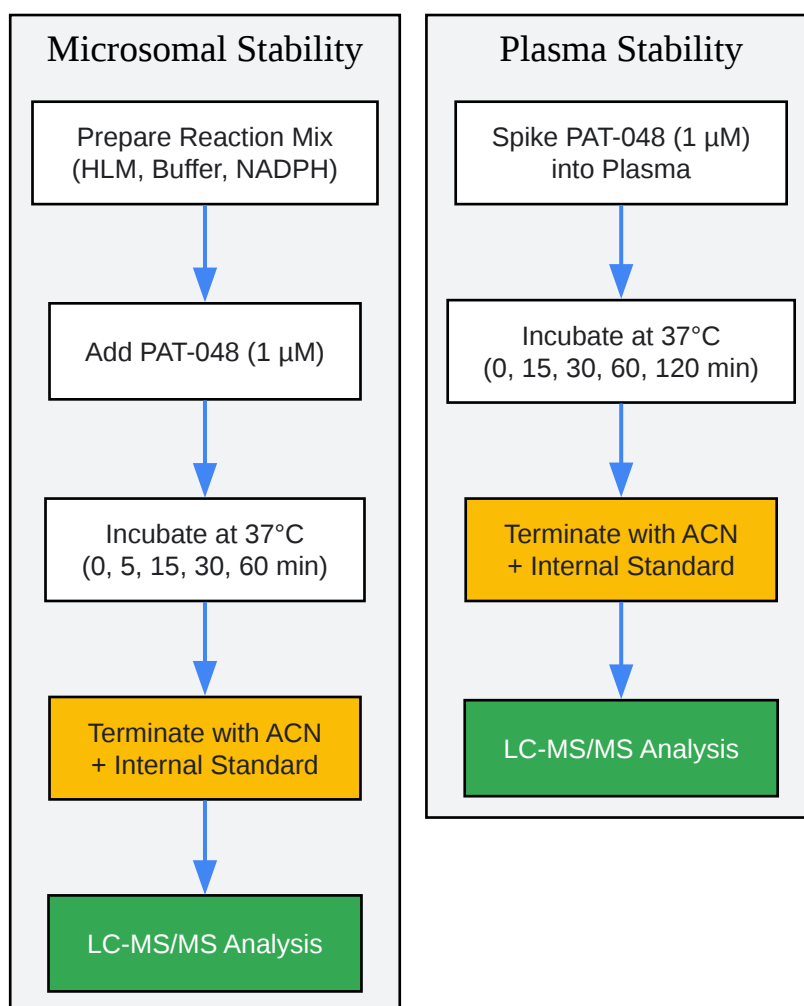 Microsomal Stability
Prepare Reaction Mix
(HLM, Buffer, NADPH)
Add PAT-048 (1 µM)
Incubate at 37°C
(0, 5, 15, 30, 60 min)
Terminate with ACN
+ Internal Standard
LC-MS/MS Analysis
Plasma Stability
Spike PAT-048 (1 µM)
into Plasma
Incubate at 37°C
(0, 15, 30, 60, 120 min)
Terminate with ACN
+ Internal Standard
LC-MS/MS Analysis